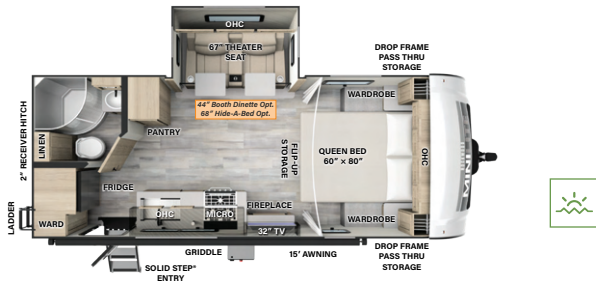 OHC
67" THEATER
SEAT
DROP FRAME
PASS THRU
STORAGE
44" Booth Dinette Opt.
68" Hide-A-Bed Opt.
WARDROBE
2" RECEIVER HITCH
LINEN
PANTRY
FLIP-UP
STORAGE
QUEEN BED
60" × 80"
OHC
MINI
FRIDGE
FIREPLACE
LADDER
WARD
OHC
MICRO
WARDROBE
32" TV
GRIDDLE
15' AWNING
DROP FRAME
PASS THRU
STORAGE
SOLID STEP®
ENTRY